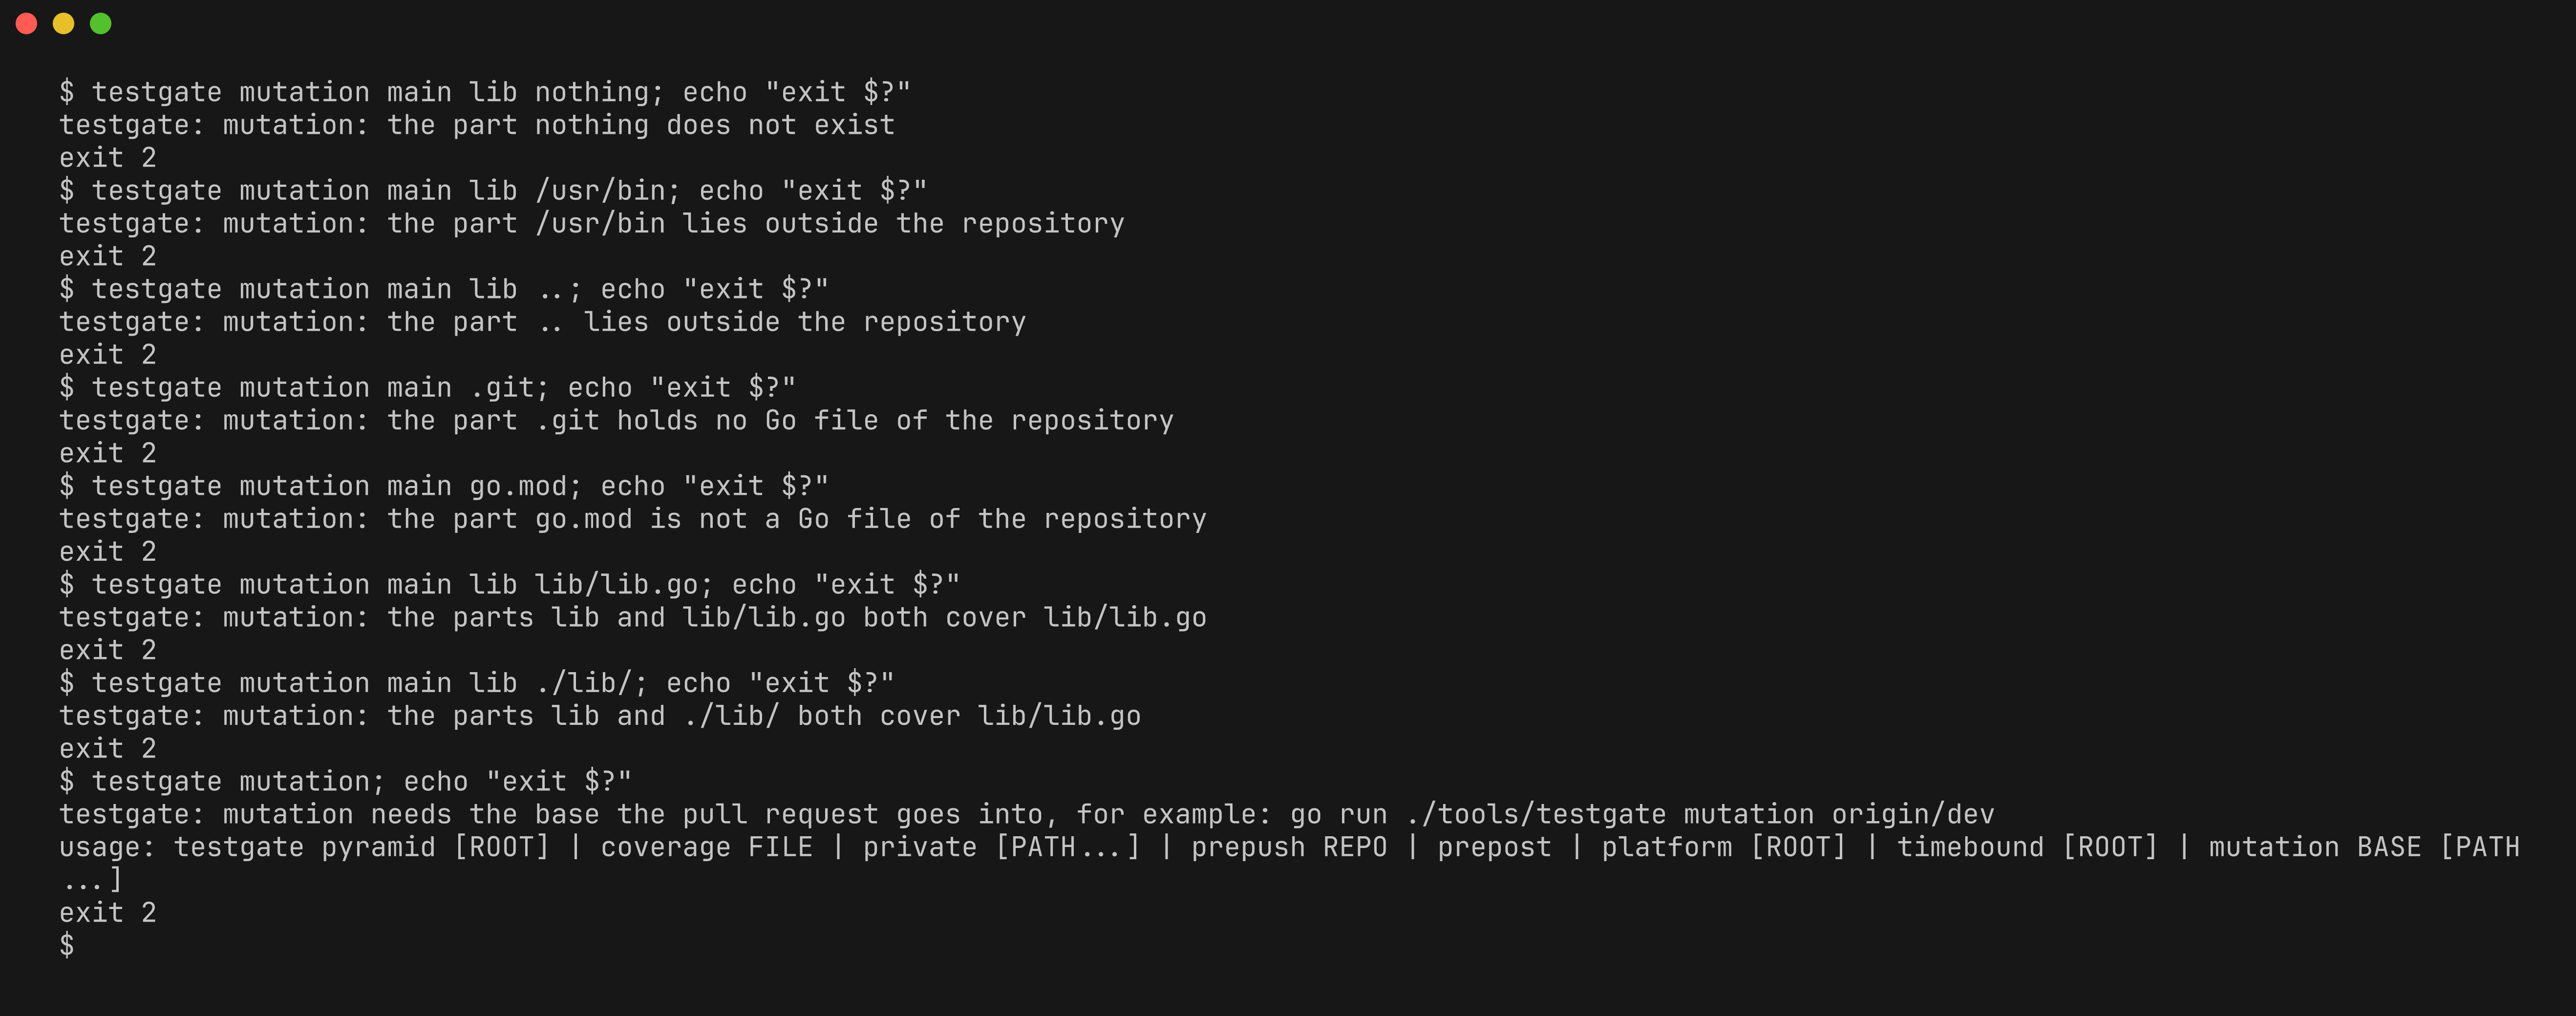 $ testgate mutation main lib nothing; echo "exit $?"
testgate: mutation: the part nothing does not exist
exit 2
$ testgate mutation main lib /usr/bin; echo "exit $?"
testgate: mutation: the part /usr/bin lies outside the repository
exit 2
$ testgate mutation main lib ..; echo "exit $?"
testgate: mutation: the part .. lies outside the repository
exit 2
$ testgate mutation main .git; echo "exit $?"
testgate: mutation: the part .git holds no Go file of the repository
exit 2
$ testgate mutation main go.mod; echo "exit $?"
testgate: mutation: the part go.mod is not a Go file of the repository
exit 2
$ testgate mutation main lib lib/lib.go; echo "exit $?"
testgate: mutation: the parts lib and lib/lib.go both cover lib/lib.go
exit 2
$ testgate mutation main lib ./lib/; echo "exit $?"
testgate: mutation: the parts lib and ./lib/ both cover lib/lib.go
exit 2
$ testgate mutation; echo "exit $?"
testgate: mutation needs the base the pull request goes into, for example: go run ./tools/testgate mutation origin/dev
usage: testgate pyramid [ROOT] | coverage FILE | private [PATH...] | prepush REPO | prepost | platform [ROOT] | timebound [ROOT] | mutation BASE [PATH
...]
exit 2
$